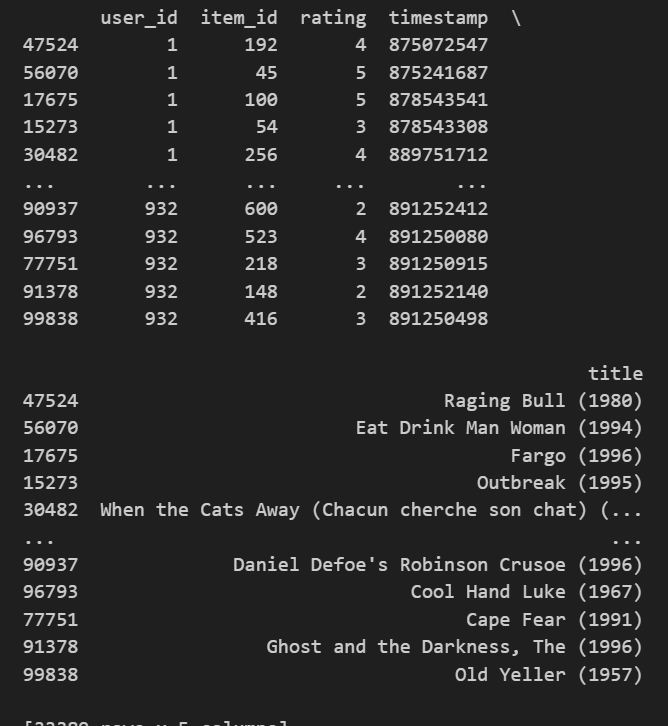 user_id item_id rating timestamp \
47524 1 192 4 875072547
56070 1 45 5 875241687
17675 1 100 5 878543541
15273 1 54 3 878543308
30482 1 256 4 889751712
... ... ... ... ...
90937 932 600 2 891252412
96793 932 523 4 891250080
77751 932 218 3 891250915
91378 932 148 2 891252140
99838 932 416 3 891250498
title
47524 Raging Bull (1980)
56070 Eat Drink Man Woman (1994)
17675 Fargo (1996)
15273 Outbreak (1995)
30482 When the Cats Away (Chacun cherche son chat) (...
... ...
90937 Daniel Defoe's Robinson Crusoe (1996)
96793 Cool Hand Luke (1967)
77751 Cape Fear (1991)
91378 Ghost and the Darkness, The (1996)
99838 Old Yeller (1957)
rows x 5 columns]